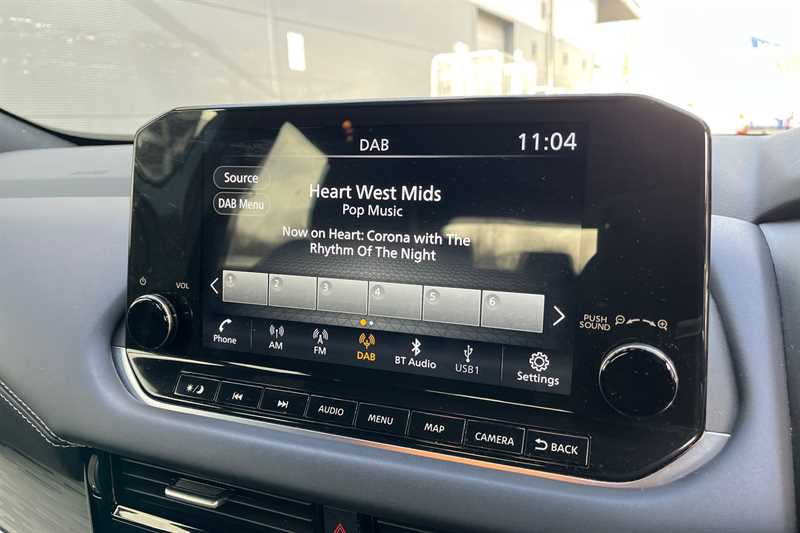 DAB
11:04
Source
DAB Menu
Heart West Mids
Pop Music
Now on Heart: Corona with The
Rhythm Of The Night
1 2 3 4 5 6
Phone
AM
FM
DAB
BT Audio
USB1
Settings
VOL
PUSH
SOUND
AUDIO
MENU
MAP
CAMERA
BACK